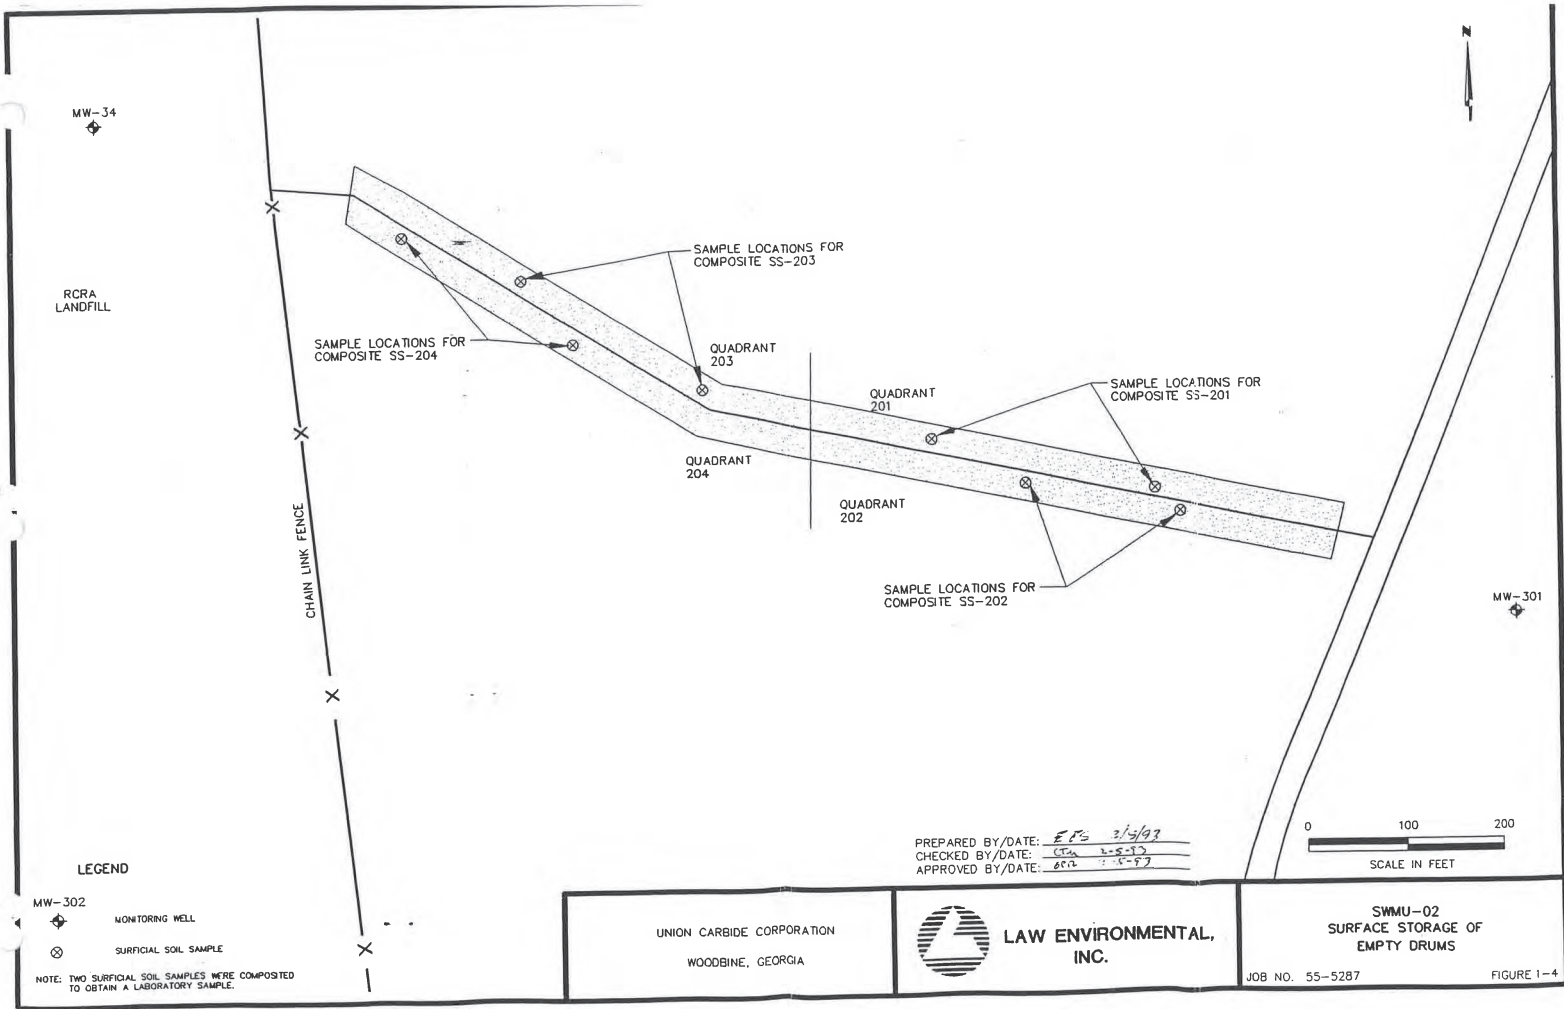 N
MW-34
RCRA
LANDFILL
SAMPLE LOCATIONS FOR
COMPOSITE SS-203
SAMPLE LOCATIONS FOR
COMPOSITE SS-204
QUADRANT
203
QUADRANT
201
SAMPLE LOCATIONS FOR
COMPOSITE SS-201
QUADRANT
204
QUADRANT
202
SAMPLE LOCATIONS FOR
COMPOSITE SS-202
CHAIN LINK FENCE
MW-301
PREPARED BY/DATE:
CHECKED BY/DATE: 2-5-93
APPROVED BY/DATE:
0 100 200
SCALE IN FEET
LEGEND
MW-302
MONITORING WELL
SURFICIAL SOIL SAMPLE
NOTE: TWO SURFICIAL SOIL SAMPLES WERE COMPOSITED
TO OBTAIN A LABORATORY SAMPLE.
UNION CARBIDE CORPORATION
WOODBINE, GEORGIA
LAW ENVIRONMENTAL,
INC.
SWMU-02
SURFACE STORAGE OF
EMPTY DRUMS
JOB NO. 55-5287
FIGURE 1-4